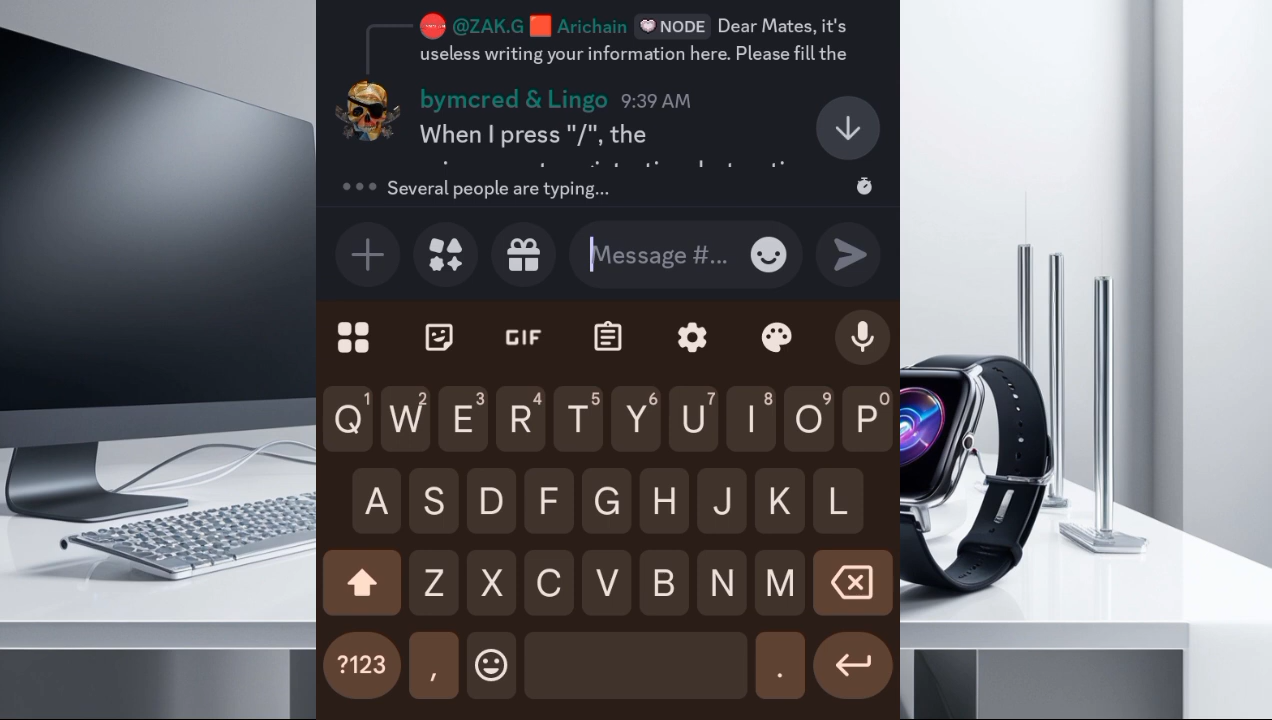 @ZAK.G Arichain NODE Dear Mates, it's
useless writing your information here. Please fill the
bymcred & Lingo 9:39 AM
When I press "/", the
Several people are typing...
Message #...
GIF
Q1 W2 E3 R4 T5 Y6 U7 I8 O9 P0
A S D F G H J K L
Z X C V B N M
?123 , .